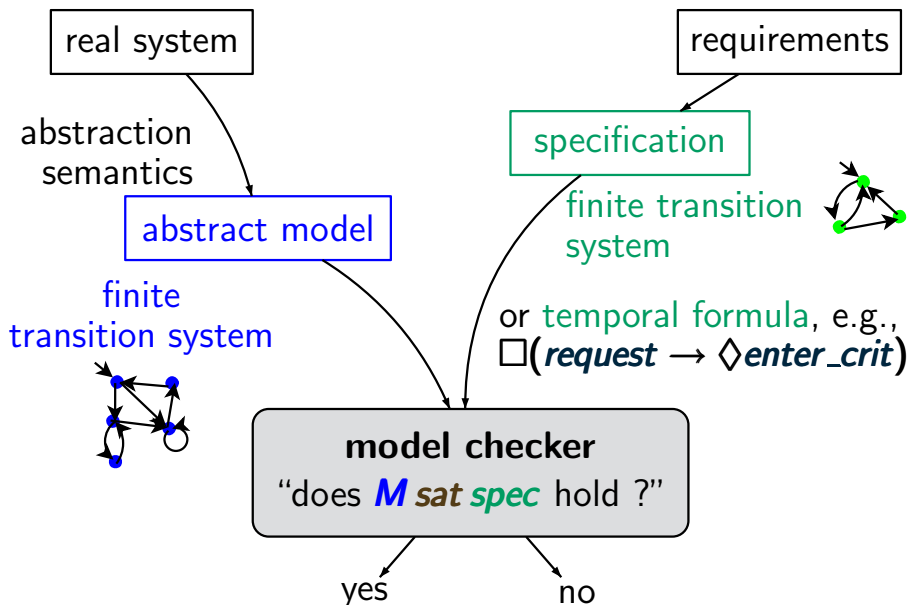 real system
requirements
abstraction
semantics
specification
abstract model
finite transition
system
finite
transition system
or temporal formula, e.g.,
□(request → ◊enter_crit)
model checker
“does M sat spec hold ?”
yes
no